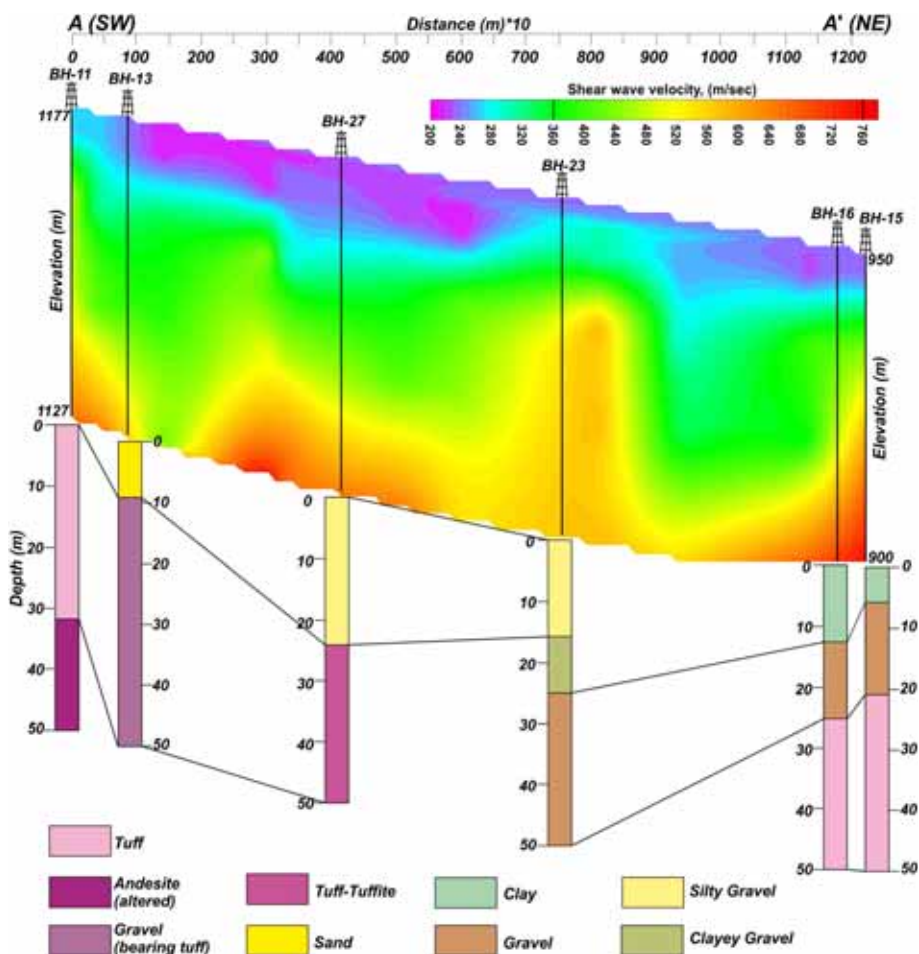 A (SW)
Distance (m)*10
A' (NE)
0 100 200 300 400 500 600 700 800 900 1000 1100 1200
BH-11
BH-13
BH-27
BH-23
BH-16
BH-15
Shear wave velocity, (m/sec)
200 240 280 320 360 400 440 480 520 560 600 640 680 720 760
1177
Elevation (m)
1127
950
Elevation (m)
900
Depth (m)
0
10
20
30
40
50
0
10
20
30
40
50
0
10
20
30
40
50
0
10
20
30
40
50
0
10
20
30
40
50
0
10
20
30
40
50
Tuff
Andesite
(altered)
Tuff-Tuffite
Clay
Silty Gravel
Gravel
(bearing tuff)
Sand
Gravel
Clayey Gravel